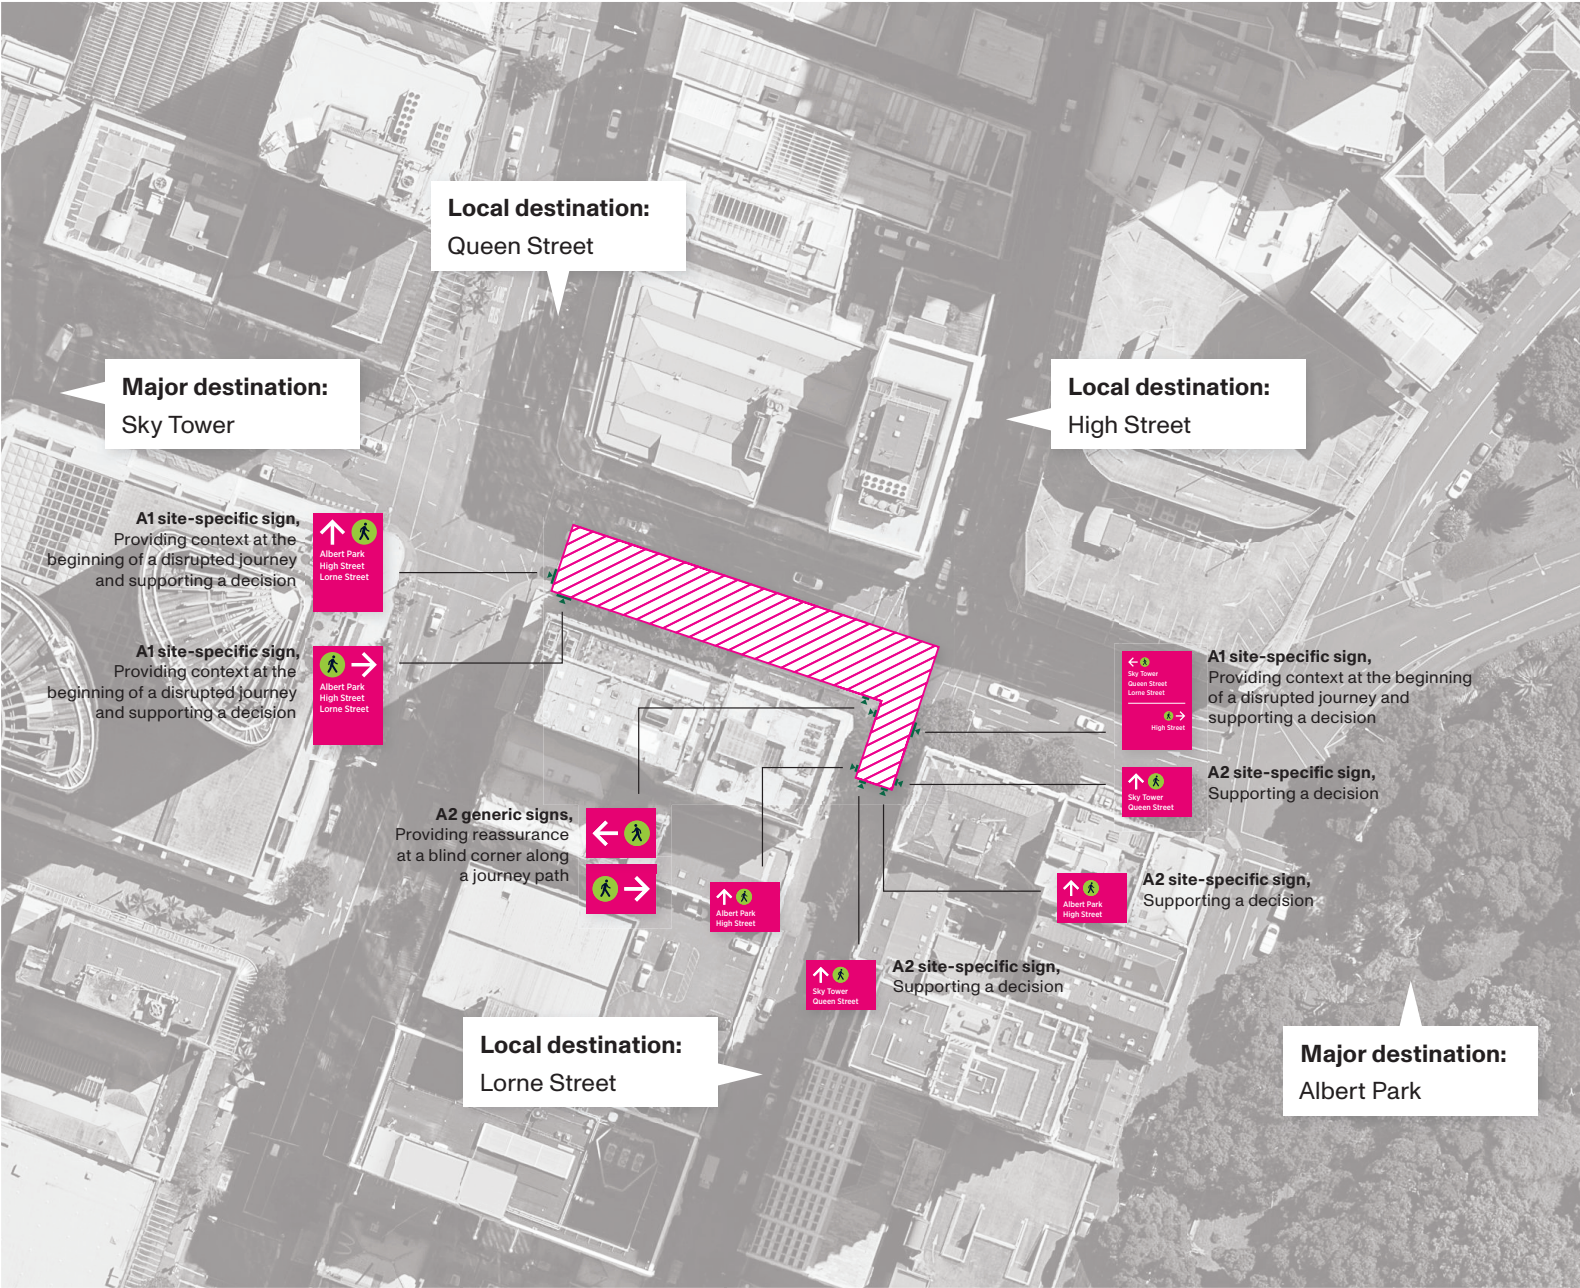 Local destination:
Queen Street
Major destination:
Sky Tower
Local destination:
High Street
A1 site-specific sign,
Providing context at the
beginning of a disrupted journey
and supporting a decision
Albert Park
High Street
Lorne Street
A1 site-specific sign,
Providing context at the
beginning of a disrupted journey
and supporting a decision
Albert Park
High Street
Lorne Street
Sky Tower
Queen Street
Lorne Street
High Street
A1 site-specific sign,
Providing context at the beginning
of a disrupted journey and
supporting a decision
Sky Tower
Queen Street
A2 site-specific sign,
Supporting a decision
A2 generic signs,
Providing reassurance
at a blind corner along
a journey path
Albert Park
High Street
Albert Park
High Street
A2 site-specific sign,
Supporting a decision
Sky Tower
Queen Street
A2 site-specific sign,
Supporting a decision
Local destination:
Lorne Street
Major destination:
Albert Park